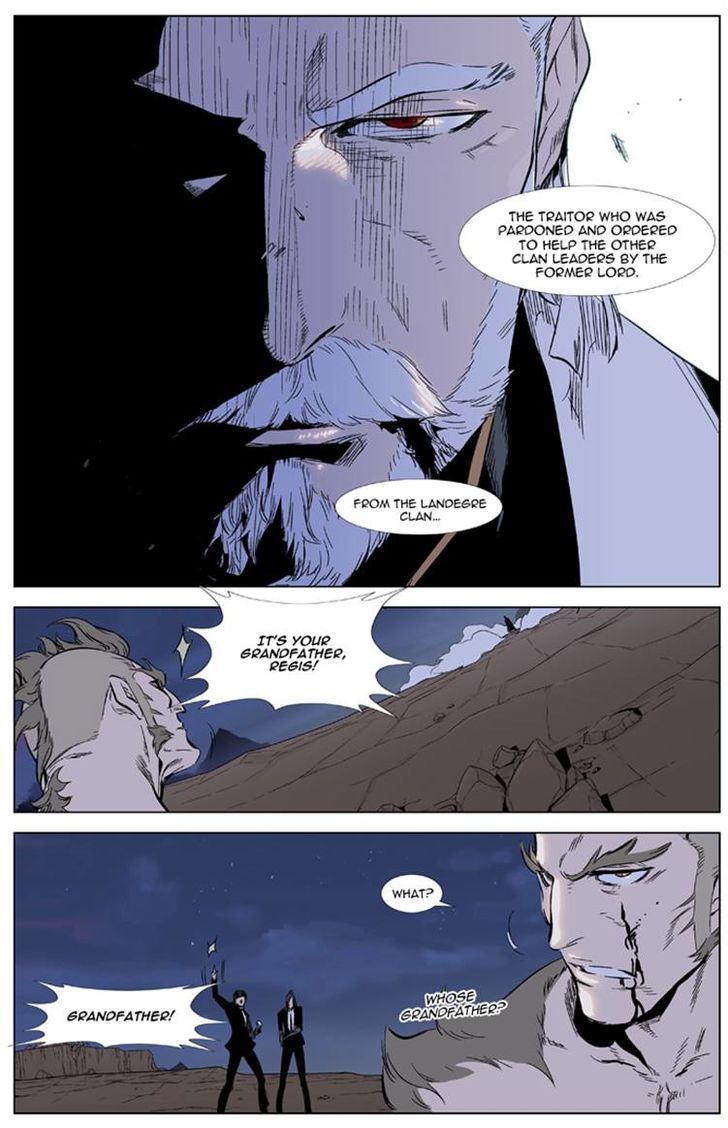 THE TRAITOR WHO WAS
PARDONED AND ORDERED
TO HELP THE OTHER
CLAN LEADERS BY THE
FORMER LORD.
FROM THE LANDEGRE
CLAN...
IT'S YOUR
GRANDFATHER,
REGIS!
WHAT?
GRANDFATHER!
WHOSE
GRANDFATHER?